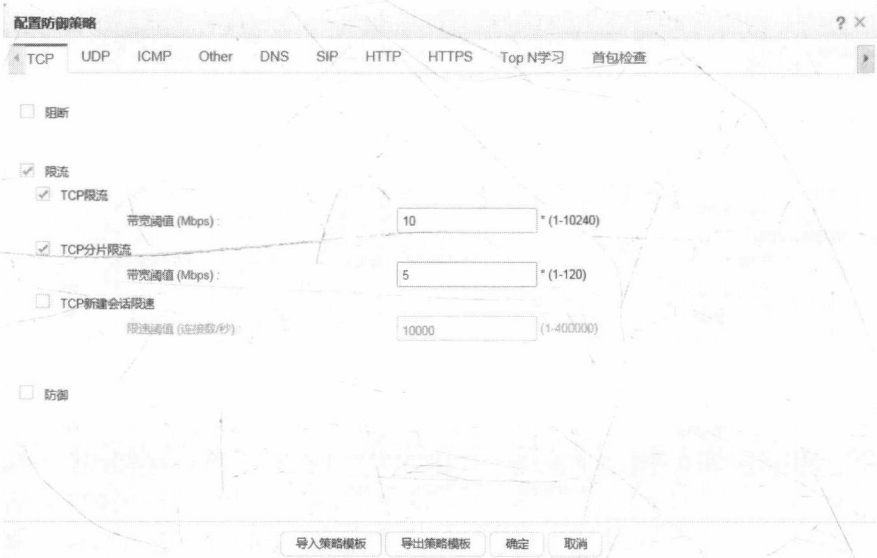 配置防御策略 ? ×
TCP UDP ICMP Other DNS SIP HTTP HTTPS Top N学习 首包检查
阻断
限流
TCP限流
带宽阈值 (Mbps) : 10 * (1-10240)
TCP分片限流
带宽阈值 (Mbps) : 5 * (1-120)
TCP新建会话限速
限速阈值 (连接数/秒) : 10000 (1-400000)
防御
导入策略模板 导出策略模板 确定 取消